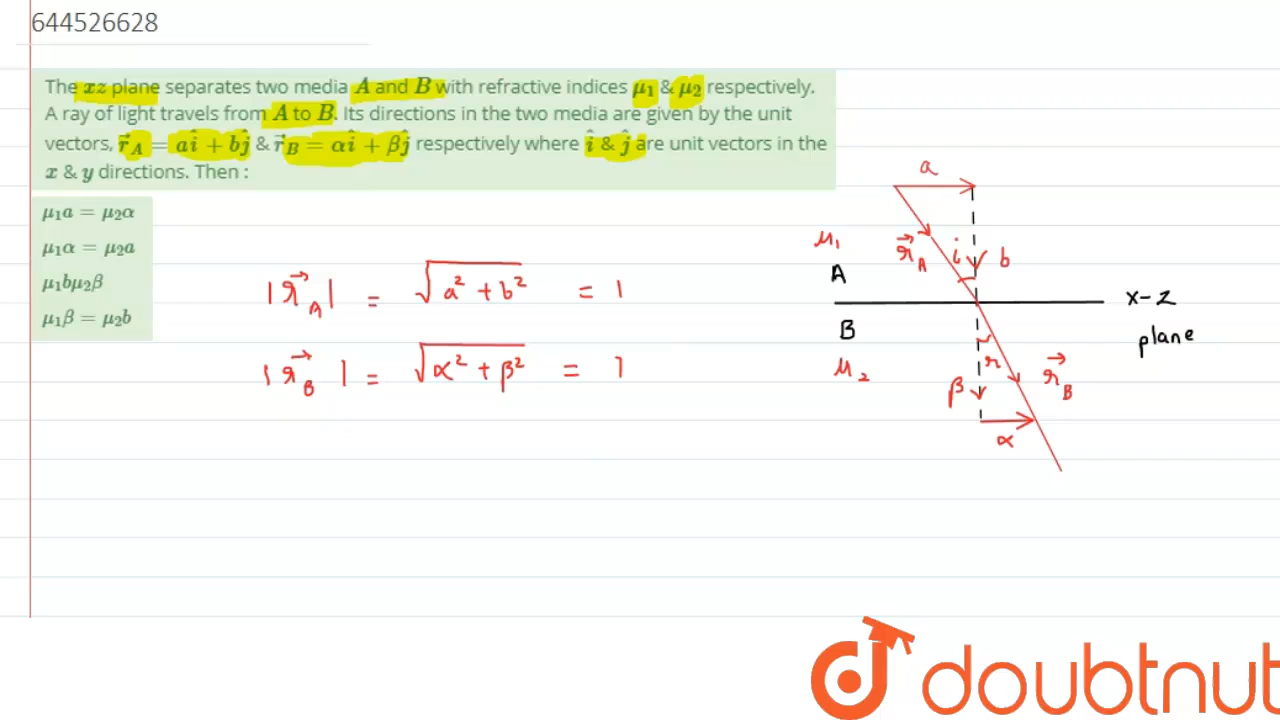 644526628
The xz plane separates two media A and B with refractive indices μ₁ & μ₂ respectively.
A ray of light travels from A to B. Its directions in the two media are given by the unit
vectors, r⃗_A = aî + bĵ & r⃗_B = αî + βĵ respectively where î & ĵ are unit vectors in the
x & y directions. Then :
μ₁a = μ₂α
μ₁α = μ₂a
μ₁bμ₂β
μ₁β = μ₂b
|r⃗_A| = √(a² + b²) = 1
|r⃗_B| = √(α² + β²) = 1
a
μ₁
r⃗_A
i
b
A
x-z
plane
B
μ₂
r
r⃗_B
β
α
doubtnut